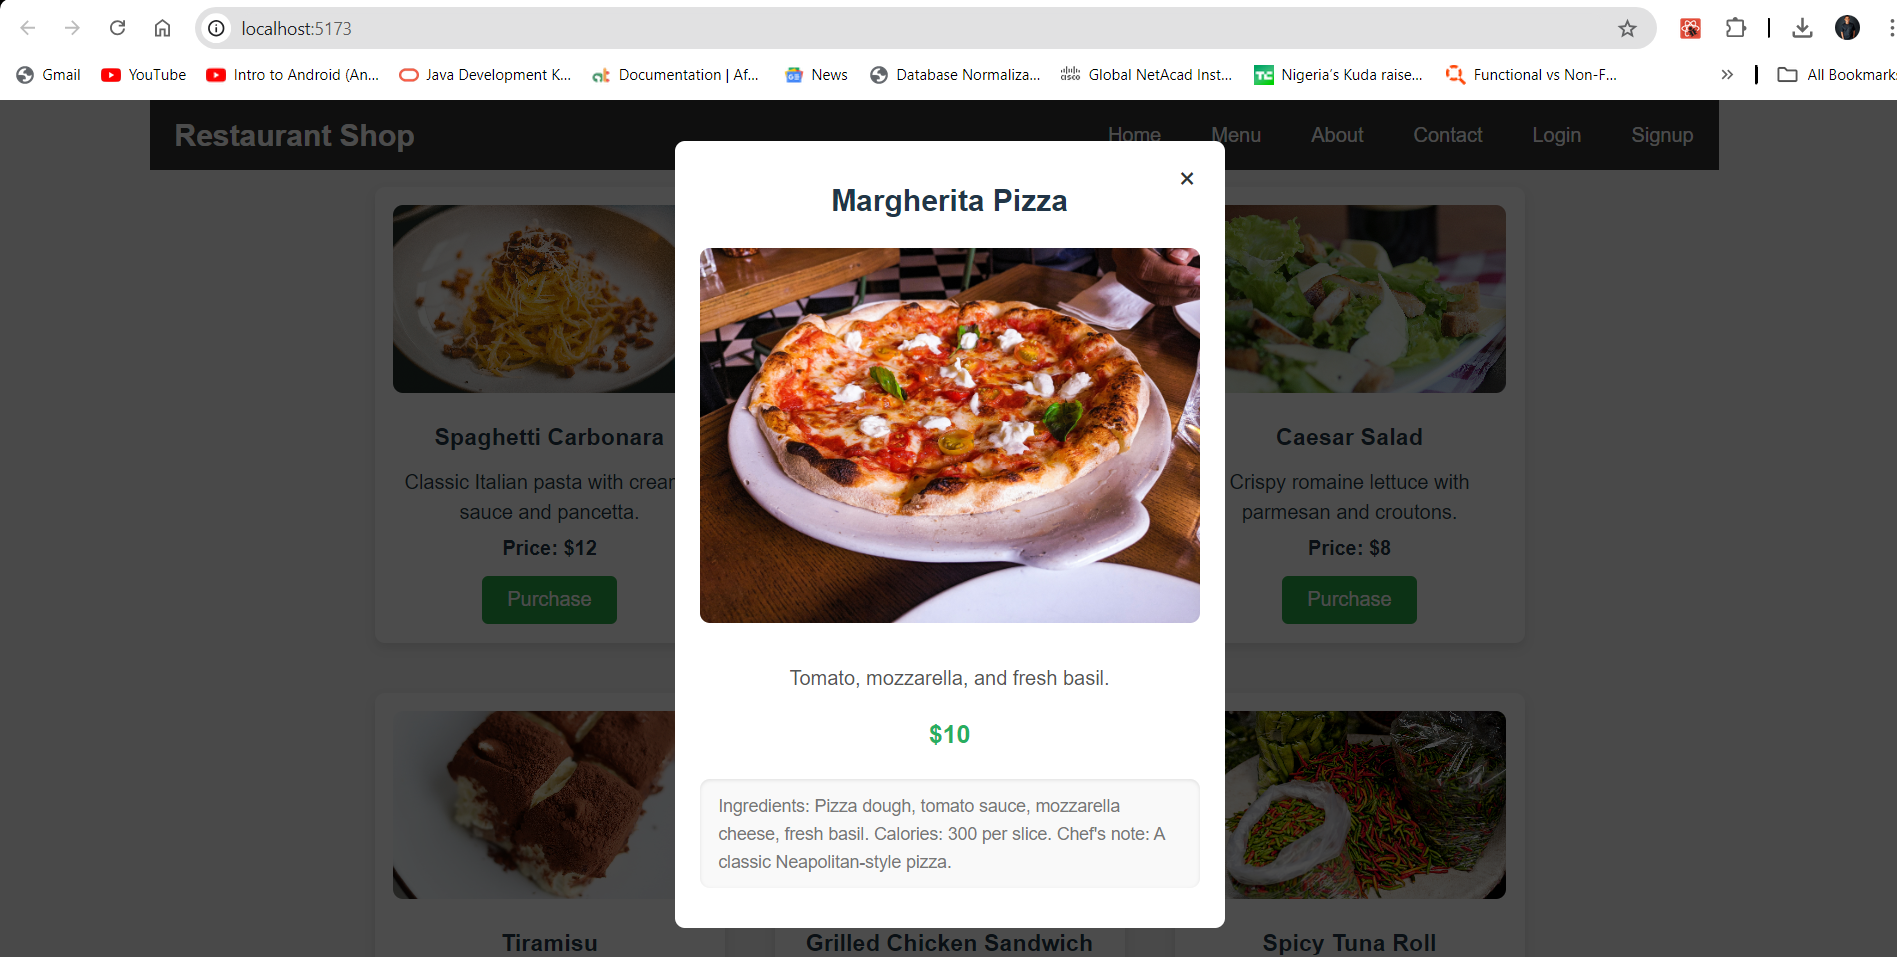 localhost:5173
Gmail
YouTube
Intro to Android (An...
Java Development K...
Documentation | Af...
News
Database Normaliza...
Global NetAcad Inst...
Nigeria's Kuda raise...
Functional vs Non-F...
»
All Bookmarks
Restaurant Shop
Home
Menu
About
Contact
Login
Signup
×
Margherita Pizza
Tomato, mozzarella, and fresh basil.
$10
Ingredients: Pizza dough, tomato sauce, mozzarella
cheese, fresh basil. Calories: 300 per slice. Chef's note: A
classic Neapolitan-style pizza.
Spaghetti Carbonara
Classic Italian pasta with
sauce and pancetta.
Price: $12
Purchase
Caesar Salad
Crispy romaine lettuce with
parmesan and croutons.
Price: $8
Purchase
Tiramisu
Grilled Chicken Sandwich
Spicy Tuna Roll